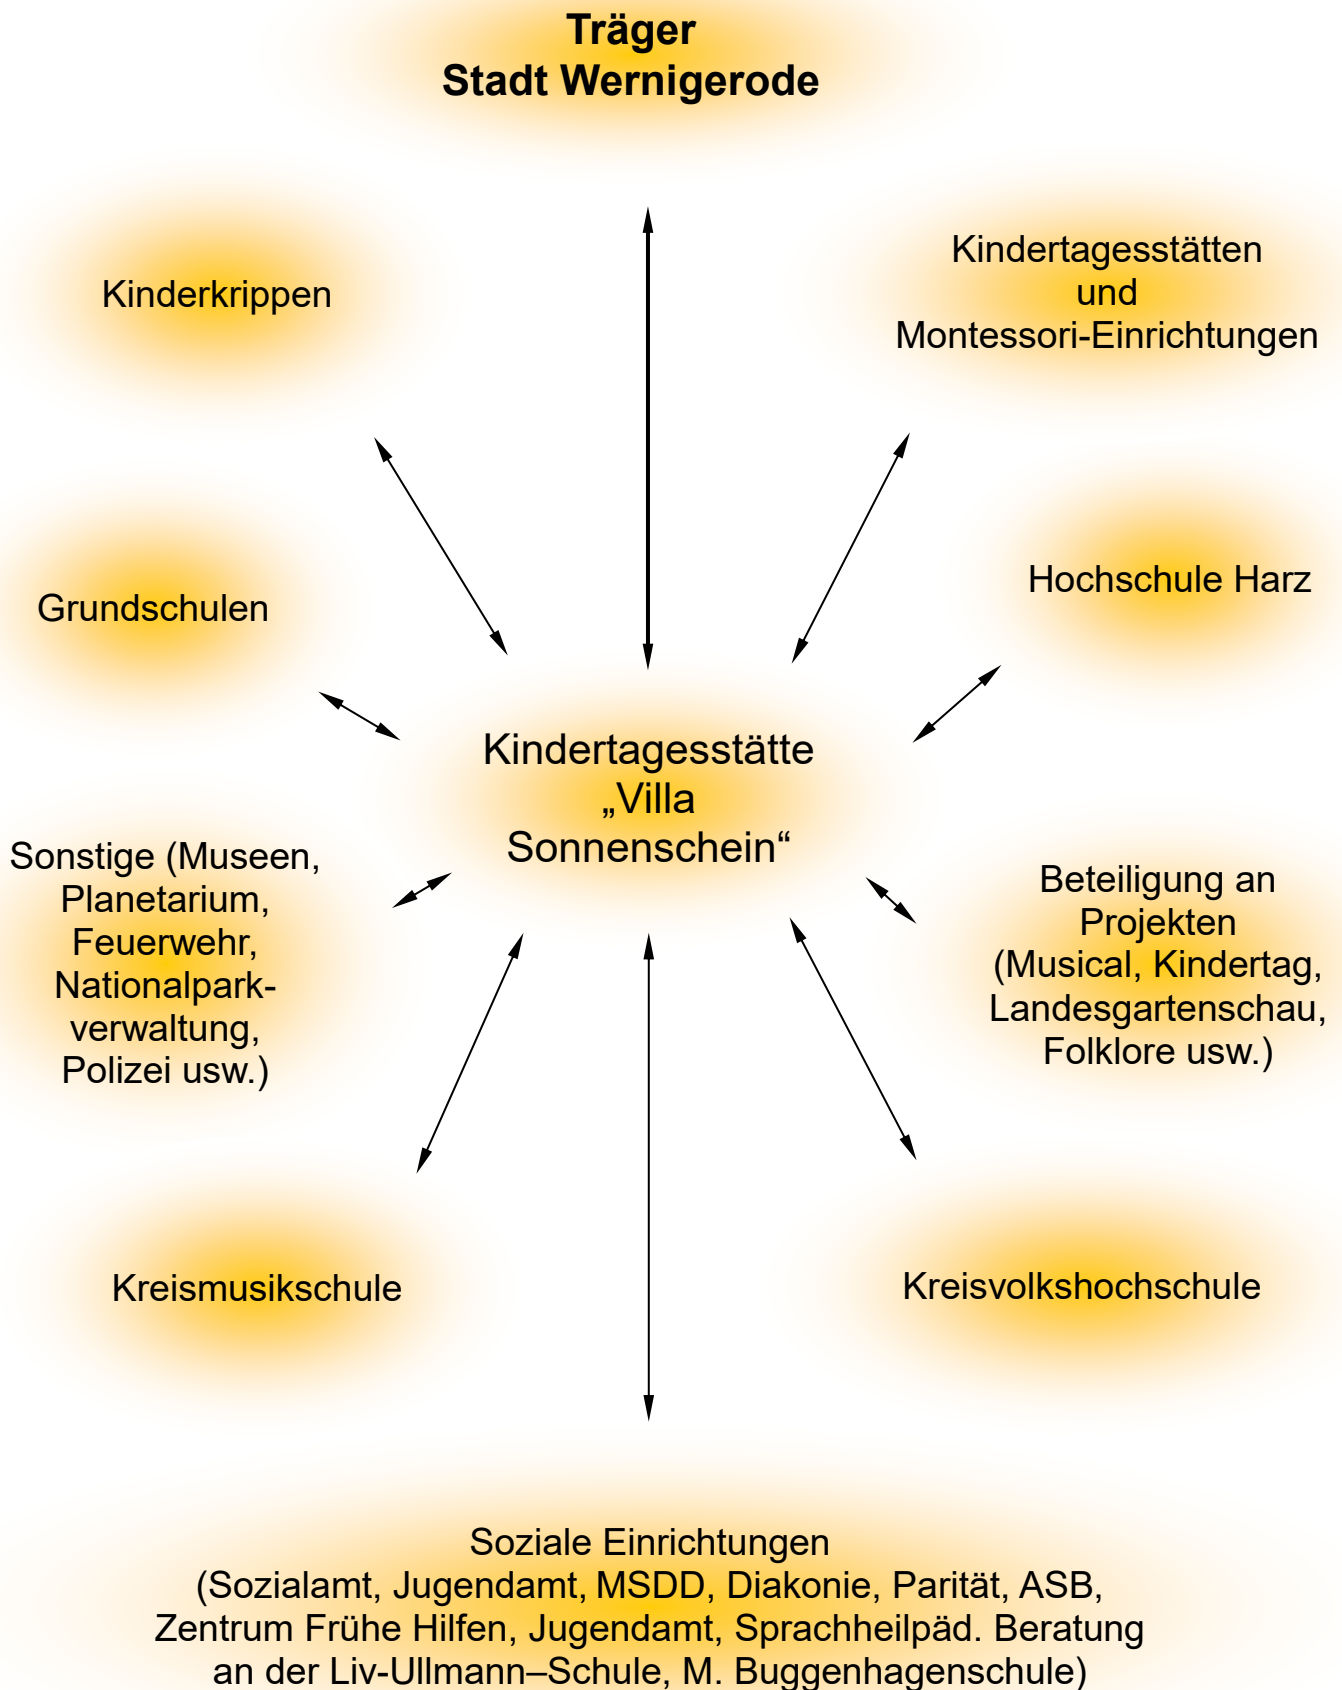 Träger
Stadt Wernigerode
Kinderkrippen
Kindertagesstätten
und
Montessori-Einrichtungen
Grundschulen
Hochschule Harz
Kindertagesstätte
„Villa
Sonnenschein“
Sonstige (Museen,
Planetarium,
Feuerwehr,
Nationalpark-
verwaltung,
Polizei usw.)
Beteiligung an
Projekten
(Musical, Kindertag,
Landesgartenschau,
Folklore usw.)
Kreismusikschule
Kreisvolkshochschule
Soziale Einrichtungen
(Sozialamt, Jugendamt, MSDD, Diakonie, Parität, ASB,
Zentrum Frühe Hilfen, Jugendamt, Sprachheilpäd. Beratung
an der Liv-Ullmann–Schule, M. Buggenhagenschule)